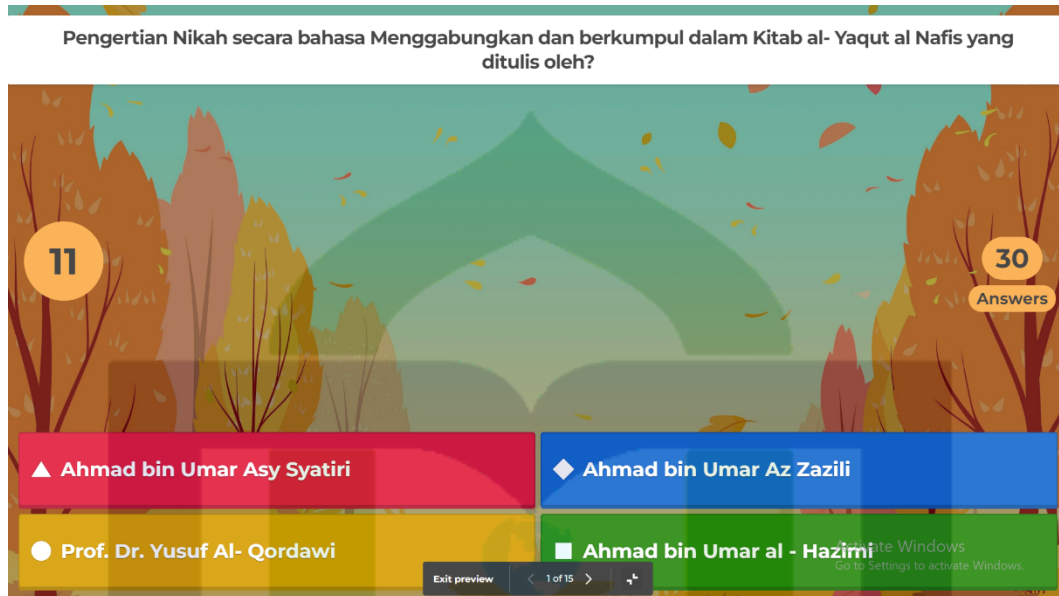 Pengertian Nikah secara bahasa Menggabungkan dan berkumpul dalam Kitab al- Yaqut al Nafis yang
ditulis oleh?
11
30
Answers
Ahmad bin Umar Asy Syatiri
Ahmad bin Umar Az Zazili
Prof. Dr. Yusuf Al- Qordawi
Ahmad bin Umar al - Hazimi
Activate Windows
Go to Settings to activate Windows.
Exit preview
1 of 15